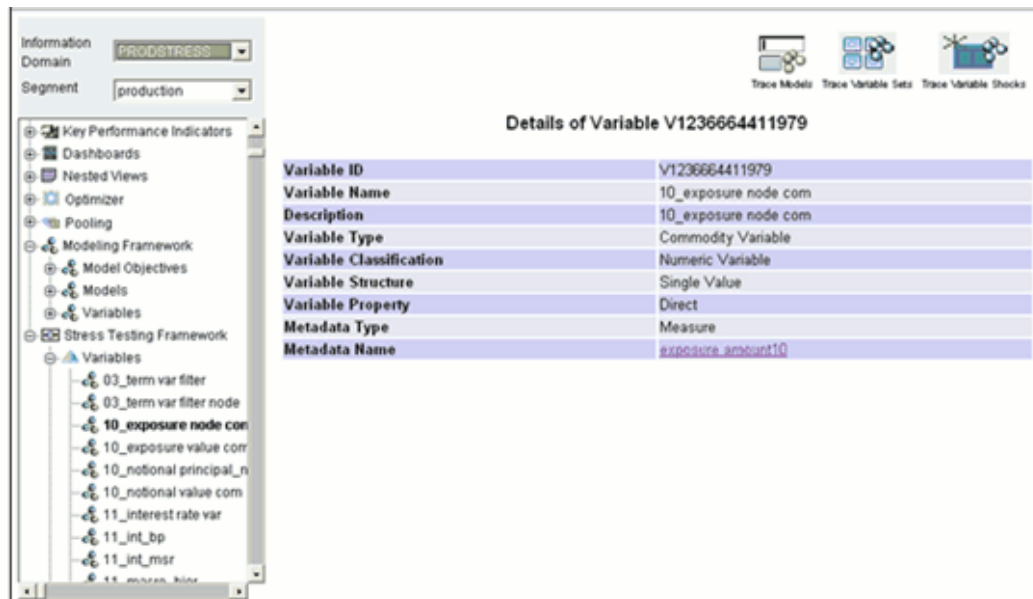 Information Domain
PRODSTRESS
Segment
production
Key Performance Indicators
Dashboards
Nested Views
Optimizer
Pooling
Modeling Framework
Model Objectives
Models
Variables
Stress Testing Framework
Variables
03_term var filter
03_term var filter node
10_exposure node con
10_exposure value com
10_notional principal_n
10_notional value com
11_interest rate var
11_int_bp
11_int_msr
Trace Models Trace Variable Sets Trace Variable Shocks
Details of Variable V1236664411979
Variable ID V1236664411979
Variable Name 10_exposure node com
Description 10_exposure node com
Variable Type Commodity Variable
Variable Classification Numeric Variable
Variable Structure Single Value
Variable Property Direct
Metadata Type Measure
Metadata Name exposure amount10